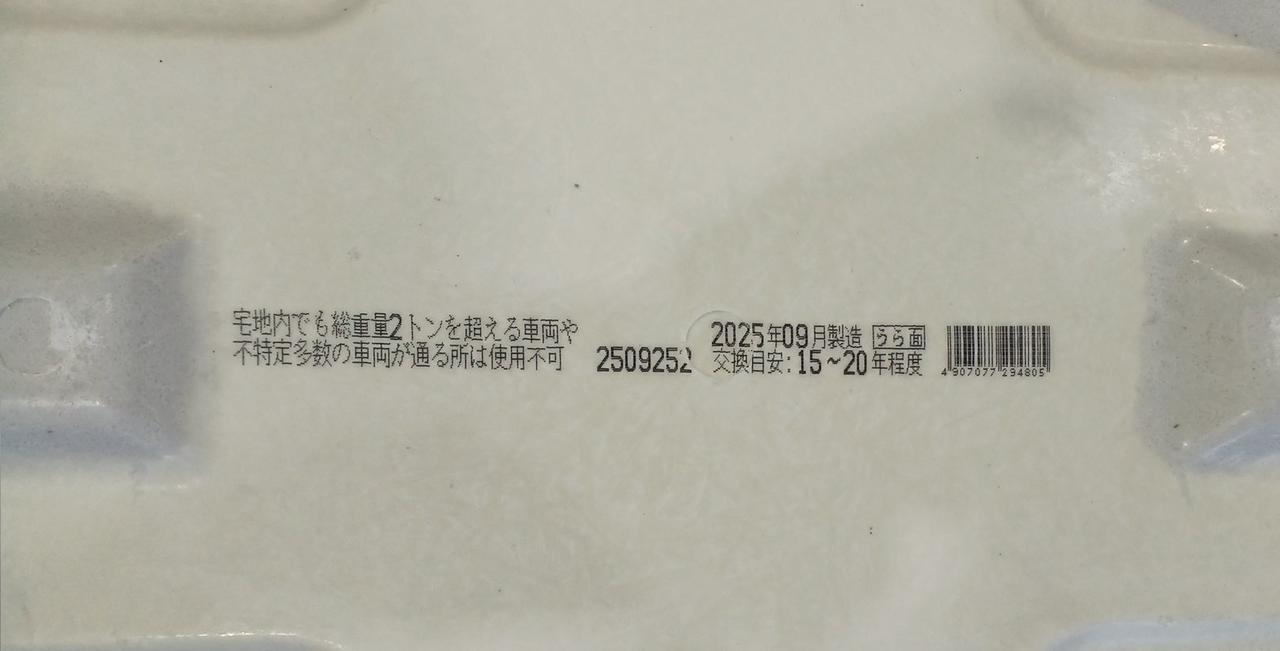 宅地内でも総重量2トンを超える車両や
不特定多数の車両が通る所は使用不可
2509252
2025年09月製造 うら面
交換目安:15~20年程度
4907077294805